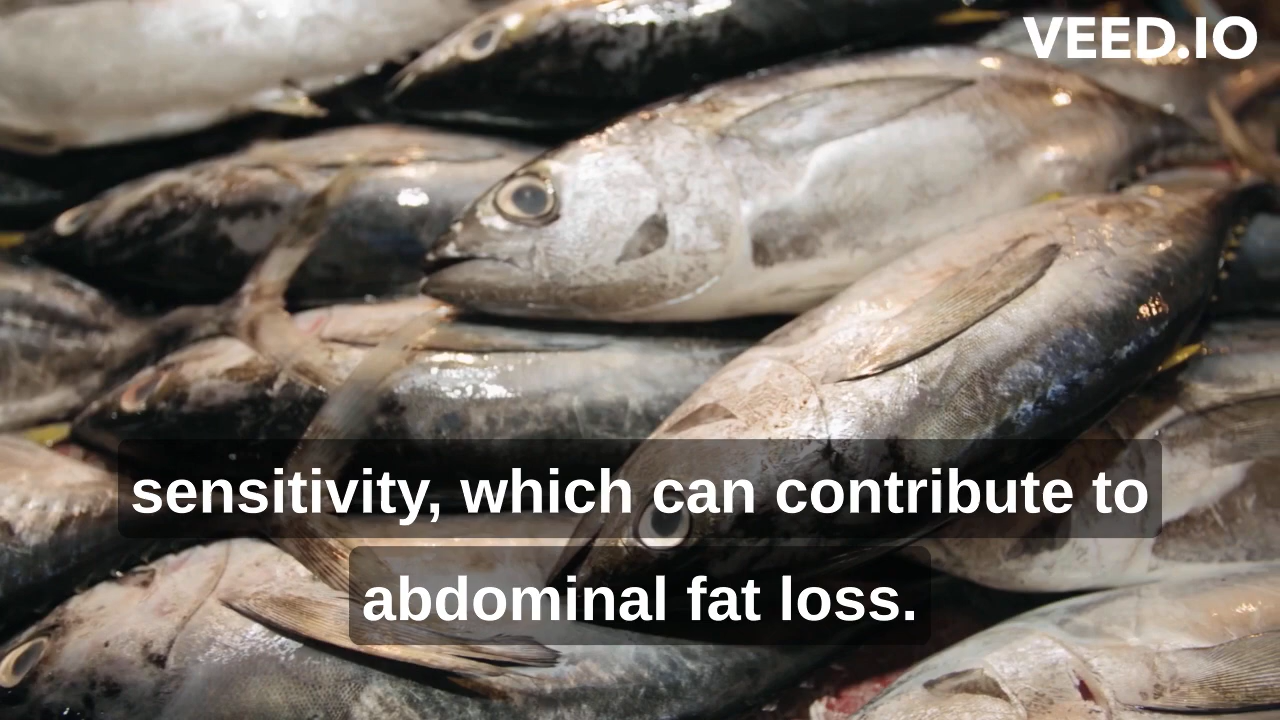 VEED.IO
sensitivity, which can contribute to
abdominal fat loss.